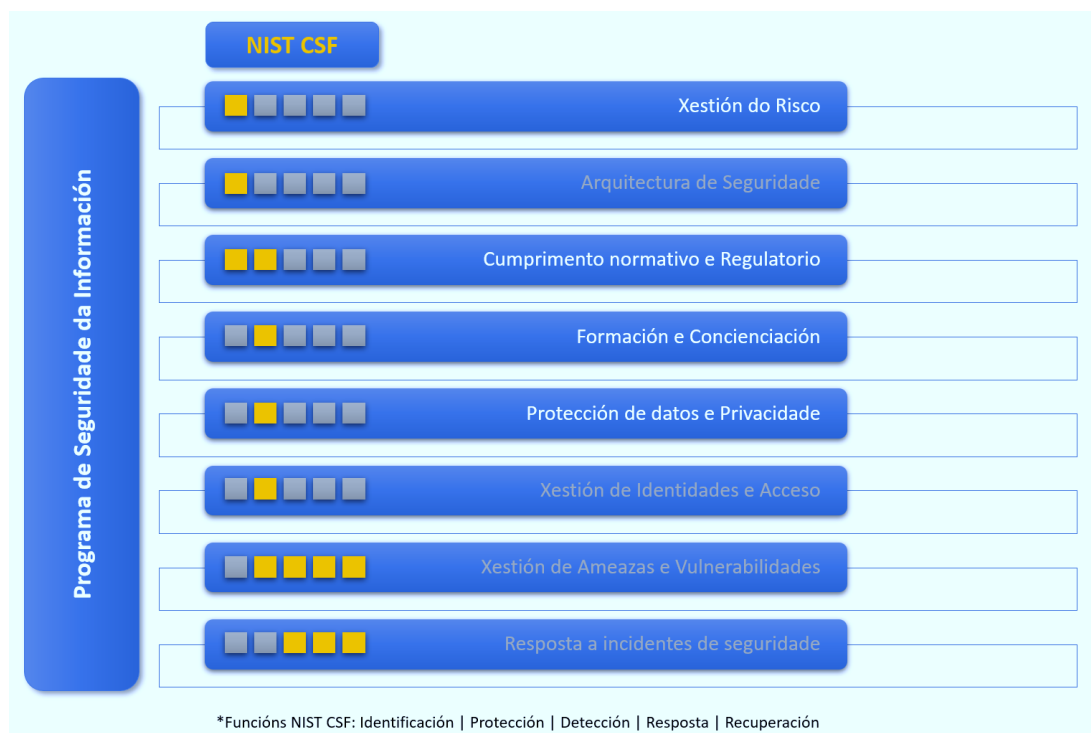 NIST CSF
Programa de Seguridade da Información
Xestión do Risco
Arquitectura de Seguridade
Cumprimento normativo e Regulatorio
Formación e Concienciación
Protección de datos e Privacidade
Xestión de Identidades e Acceso
Xestión de Ameazas e Vulnerabilidades
Resposta a incidentes de seguridade
*Funcións NIST CSF: Identificación | Protección | Detección | Resposta | Recuperación